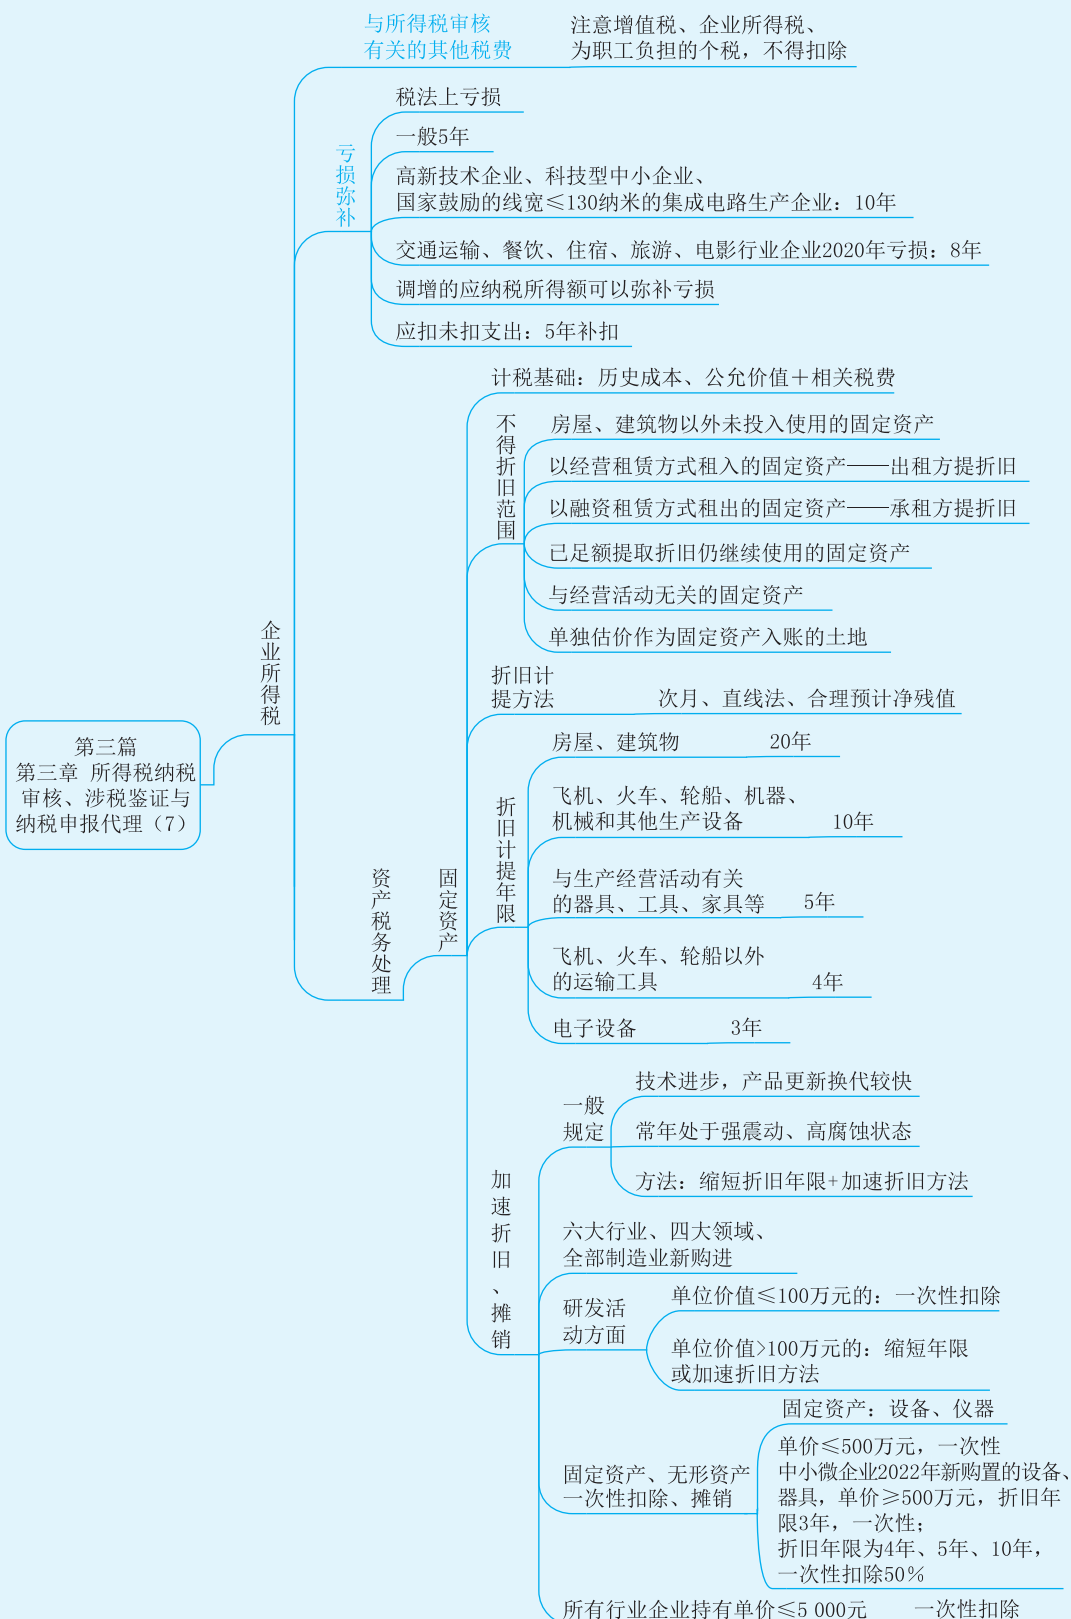 与所得税审核
有关的其他税费
注意增值税、企业所得税、
为职工负担的个税，不得扣除
亏损弥补
税法上亏损
一般5年
高新技术企业、科技型中小企业、
国家鼓励的线宽≤130纳米的集成电路生产企业：10年
交通运输、餐饮、住宿、旅游、电影行业企业2020年亏损：8年
调增的应纳税所得额可以弥补亏损
应扣未扣支出：5年补扣
企业所得税
第三篇
第三章 所得税纳税
审核、涉税鉴证与
纳税申报代理（7）
资产税务处理
固定资产
计税基础：历史成本、公允价值＋相关税费
不得折旧范围
房屋、建筑物以外未投入使用的固定资产
以经营租赁方式租入的固定资产——出租方提折旧
以融资租赁方式租出的固定资产——承租方提折旧
已足额提取折旧仍继续使用的固定资产
与经营活动无关的固定资产
单独估价作为固定资产入账的土地
折旧计
提方法
次月、直线法、合理预计净残值
折旧计提年限
房屋、建筑物 20年
飞机、火车、轮船、机器、
机械和其他生产设备 10年
与生产经营活动有关
的器具、工具、家具等 5年
飞机、火车、轮船以外
的运输工具 4年
电子设备 3年
加速折旧、摊销
一般
规定
技术进步，产品更新换代较快
常年处于强震动、高腐蚀状态
方法：缩短折旧年限+加速折旧方法
六大行业、四大领域、
全部制造业新购进
研发活
动方面
单位价值≤100万元的：一次性扣除
单位价值>100万元的：缩短年限
或加速折旧方法
固定资产、无形资产
一次性扣除、摊销
固定资产：设备、仪器
单价≤500万元，一次性
中小微企业2022年新购置的设备、
器具，单价≥500万元，折旧年
限3年，一次性；
折旧年限为4年、5年、10年，
一次性扣除50%
所有行业企业持有单价≤5 000元 一次性扣除